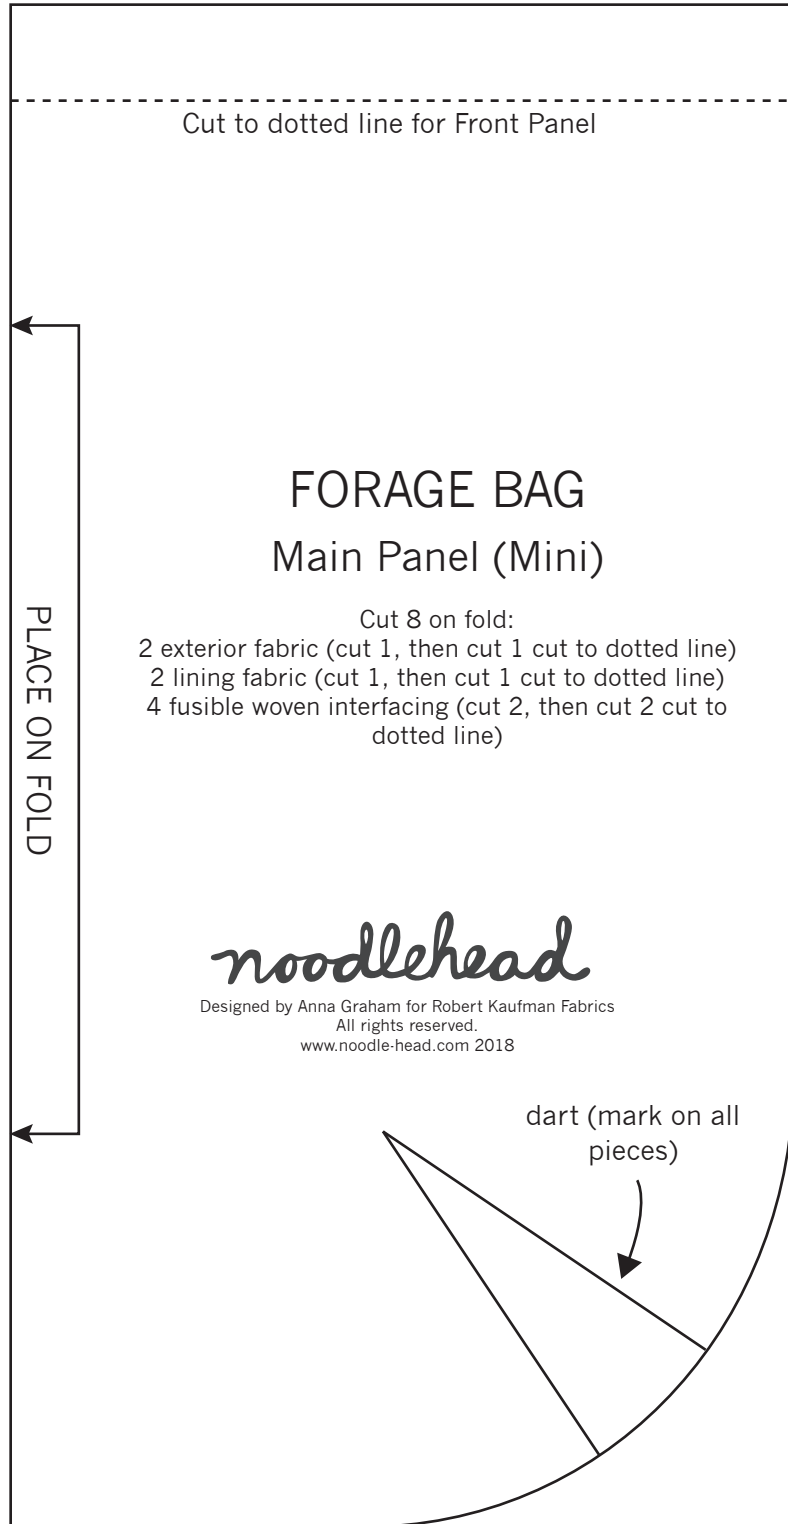 Cut to dotted line for Front Panel
FORAGE BAG
Main Panel (Mini)
Cut 8 on fold:
2 exterior fabric (cut 1, then cut 1 cut to dotted line)
2 lining fabric (cut 1, then cut 1 cut to dotted line)
4 fusible woven interfacing (cut 2, then cut 2 cut to
dotted line)
PLACE ON FOLD
noodlehead
Designed by Anna Graham for Robert Kaufman Fabrics
All rights reserved.
www.noodle-head.com 2018
dart (mark on all
pieces)